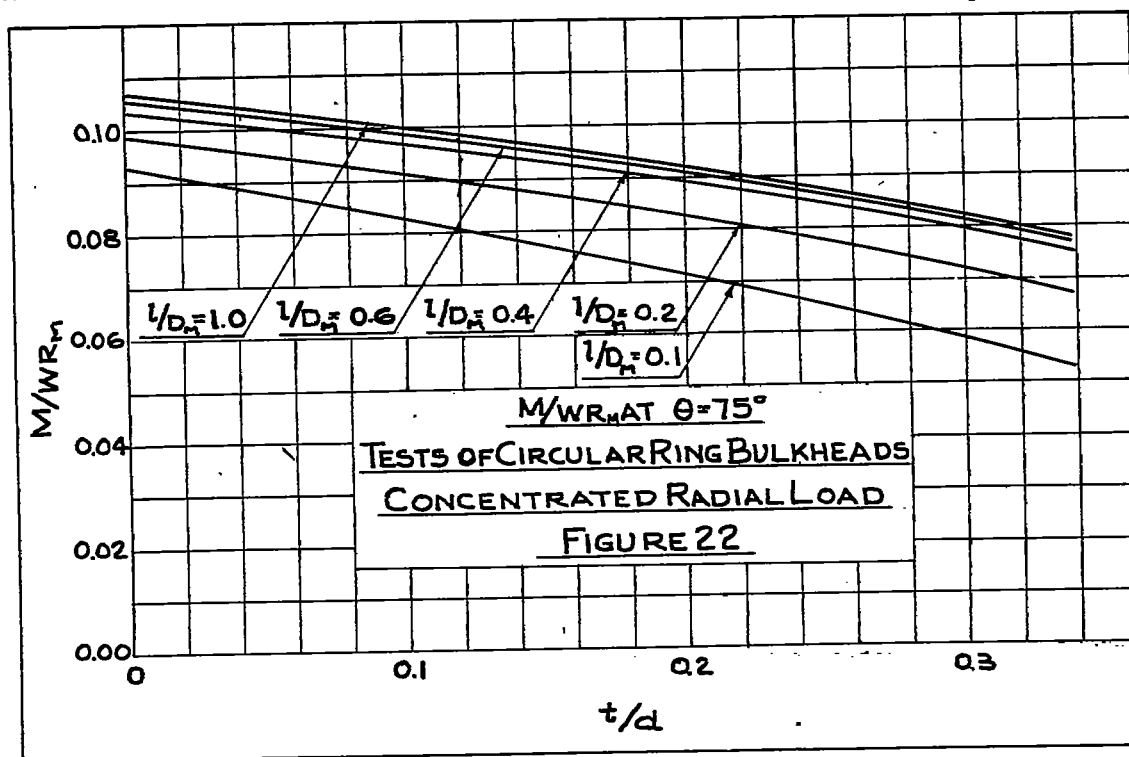 0.10
0.08
0.06
0.04
0.02
0.00
M/WRM
l/DM=1.0
l/DM=0.6
l/DM=0.4
l/DM=0.2
l/DM=0.1
M/WRM AT θ=75°
TESTS OF CIRCULAR RING BULKHEADS
CONCENTRATED RADIAL LOAD
FIGURE 22
0
0.1
0.2
0.3
t/d